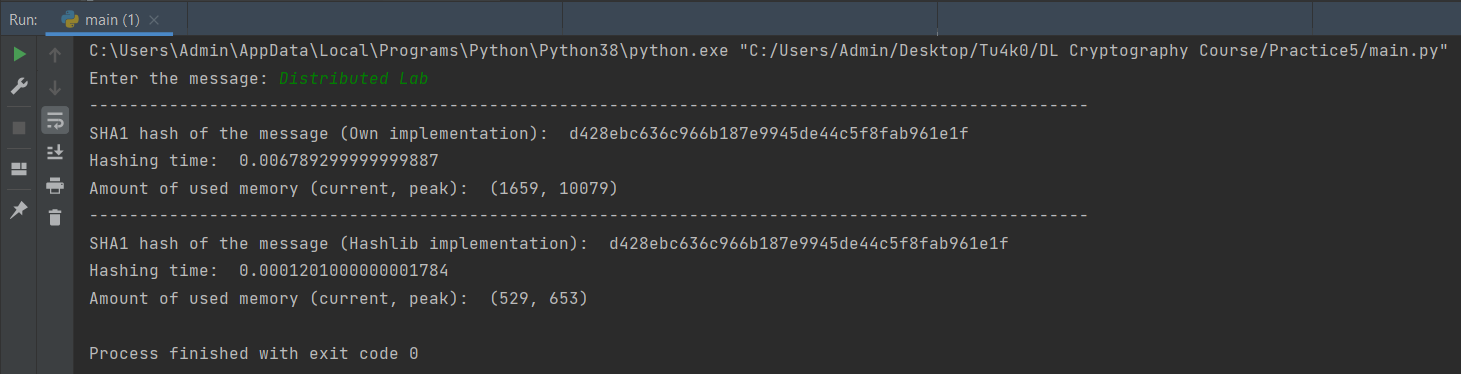 Run: main (1)
C:\Users\Admin\AppData\Local\Programs\Python\Python38\python.exe "C:/Users/Admin/Desktop/Tu4k0/DL Cryptography Course/Practice5/main.py"
Enter the message: Distributed Lab
----------------------------------------------------------------------------------------------------
SHA1 hash of the message (Own implementation):  d428ebc636c966b187e9945de44c5f8fab961e1f
Hashing time:  0.006789299999999887
Amount of used memory (current, peak):  (1659, 10079)
----------------------------------------------------------------------------------------------------
SHA1 hash of the message (Hashlib implementation):  d428ebc636c966b187e9945de44c5f8fab961e1f
Hashing time:  0.0001201000000001784
Amount of used memory (current, peak):  (529, 653)
Process finished with exit code 0